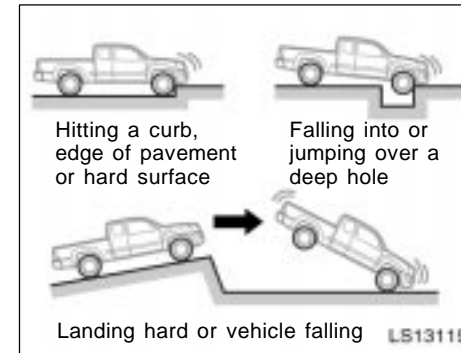 Hitting a curb,
edge of pavement
or hard surface
Falling into or
jumping over a
deep hole
Landing hard or vehicle falling
LS13119